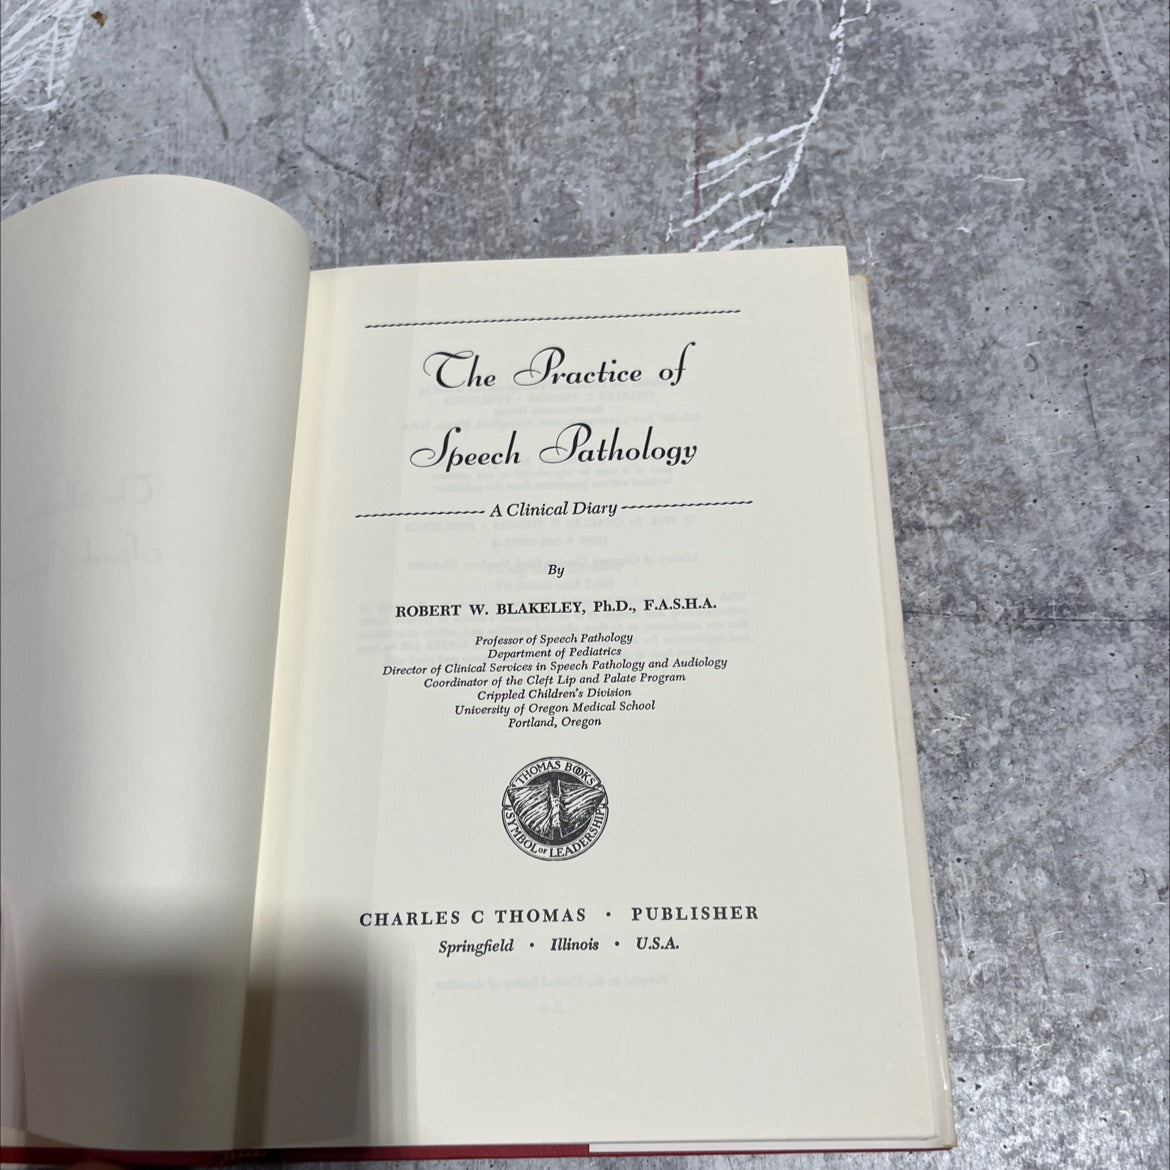 The Practice of
Speech Pathology
A Clinical Diary
By
ROBERT W. BLAKELEY, Ph.D., F.A.S.H.A.
Professor of Speech Pathology
Department of Pediatrics
Director of Clinical Services in Speech Pathology and Audiology
Coordinator of the Cleft Lip and Palate Program
Crippled Children's Division
University of Oregon Medical School
Portland, Oregon
THOMAS BOOKS
SYMBOL OF LEADERSHIP
CHARLES C THOMAS • PUBLISHER
Springfield • Illinois • U.S.A.